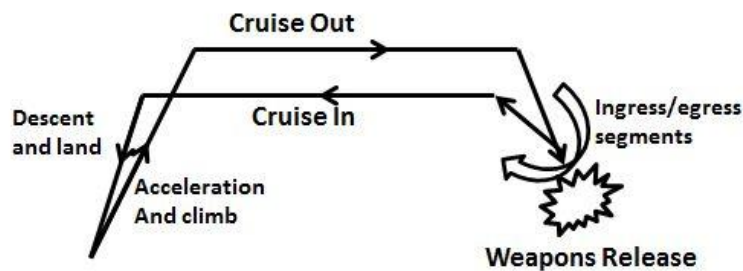 Cruise Out
Cruise In
Descent
and land
Acceleration
And climb
Ingress/egress
segments
Weapons Release